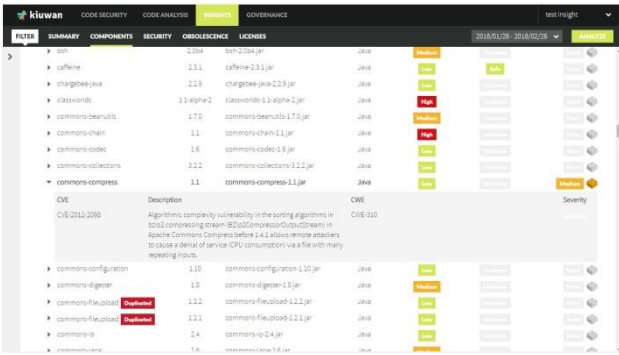 kiuwan CODE SECURITY CODE ANALYSIS INSIGHTS GOVERNANCE test insight
FILTER SUMMARY COMPONENTS SECURITY OBSOLESCENCE LICENSES 2018/01/28 - 2018/02/26 ANALYZE
bsh 2.0b4 bsh-2.0b4.jar Java Medium
caffeine 2.3.1 caffeine-2.3.1.jar Java Low Safe
chargebee-java 2.2.9 chargebee-java-2.2.9.jar Java Low
classworlds 1.1-alpha-2 classworlds-1.1-alpha-2.jar Java High
commons-beanutils 1.7.0 commons-beanutils-1.7.0.jar Java Medium
commons-chain 1.1 commons-chain-1.1.jar Java High
commons-codec 1.6 commons-codec-1.6.jar Java Low
commons-collections 3.2.2 commons-collections-3.2.2.jar Java Low
commons-compress 1.1 commons-compress-1.1.jar Java Low Medium
CVE Description CWE Severity
CVE-2012-2098 Algorithmic complexity vulnerability in the sorting algorithms in CWE-310
bzip2 compressing stream (BZip2CompressorOutputStream) in
Apache Commons Compress before 1.4.1 allows remote attackers
to cause a denial of service (CPU consumption) via a file with many
repeating inputs.
commons-configuration 1.10 commons-configuration-1.10.jar Java Low
commons-digester 1.8 commons-digester-1.8.jar Java Medium
commons-fileupload Duplicated 1.2.2 commons-fileupload-1.2.2.jar Java Low
commons-fileupload Duplicated 1.2.1 commons-fileupload-1.2.1.jar Java Low
commons-io 2.4 commons-io-2.4.jar Java Low
commons-lang 2.6 commons-lang-2.6.jar Java Medium